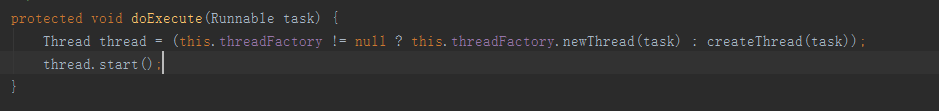 protected void doExecute(Runnable task) {
    Thread thread = (this.threadFactory != null ? this.threadFactory.newThread(task) : createThread(task));
    thread.start();
}